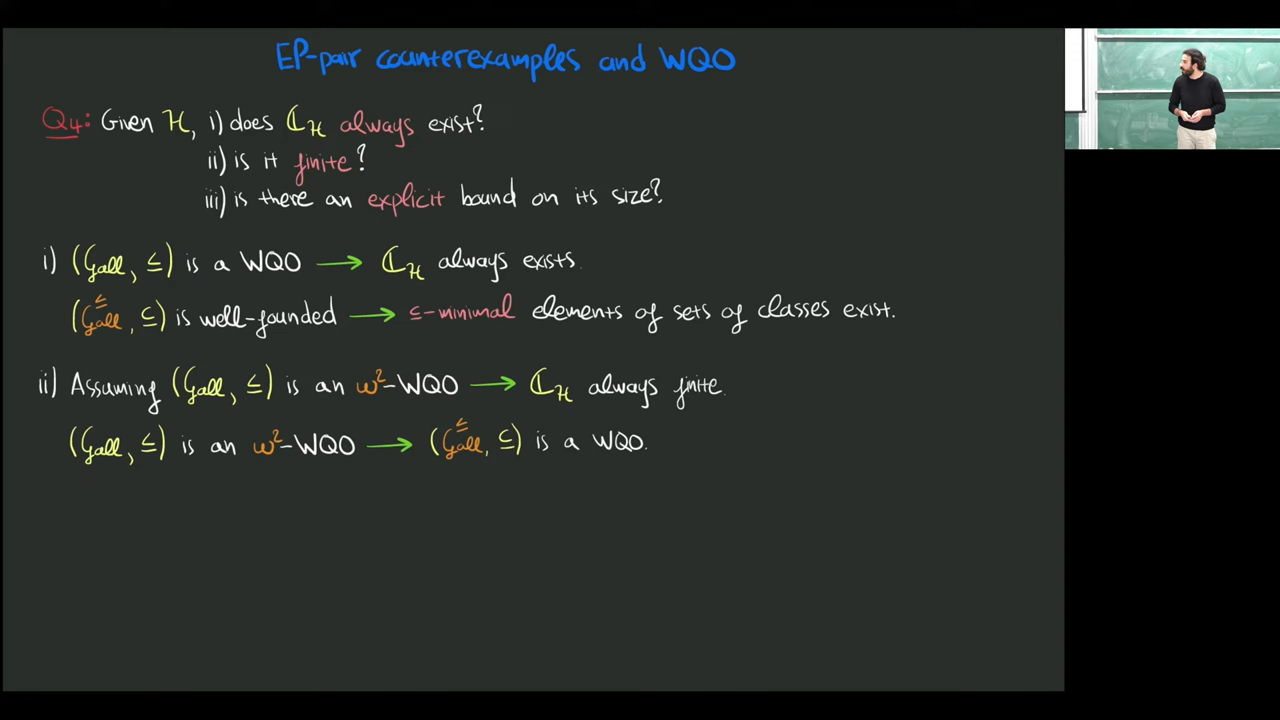 EP-pair counterexamples and WQO
Q4: Given H, i) does ℂ_H always exist?
ii) is it finite?
iii) is there an explicit bound on its size?
i) (G_all, ≤) is a WQO → ℂ_H always exists.
(G_all^≤, ⊆) is well-founded → ⊆-minimal elements of sets of classes exist.
ii) Assuming (G_all, ≤) is an ω²-WQO → ℂ_H always finite.
(G_all, ≤) is an ω²-WQO → (G_all^≤, ⊆) is a WQO.